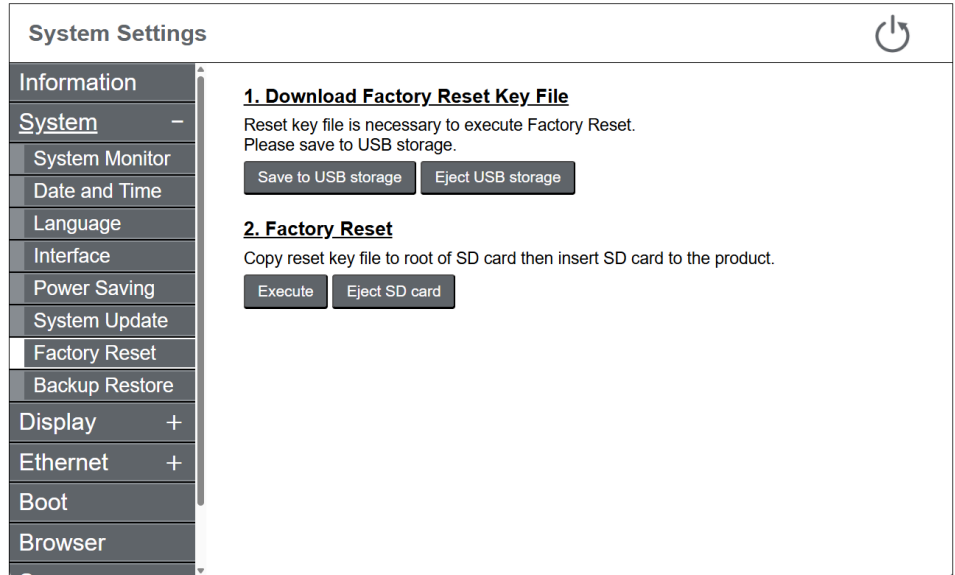 System Settings
Information
System −
System Monitor
Date and Time
Language
Interface
Power Saving
System Update
Factory Reset
Backup Restore
Display +
Ethernet +
Boot
Browser
1. Download Factory Reset Key File
Reset key file is necessary to execute Factory Reset.
Please save to USB storage.
Save to USB storage Eject USB storage
2. Factory Reset
Copy reset key file to root of SD card then insert SD card to the product.
Execute Eject SD card